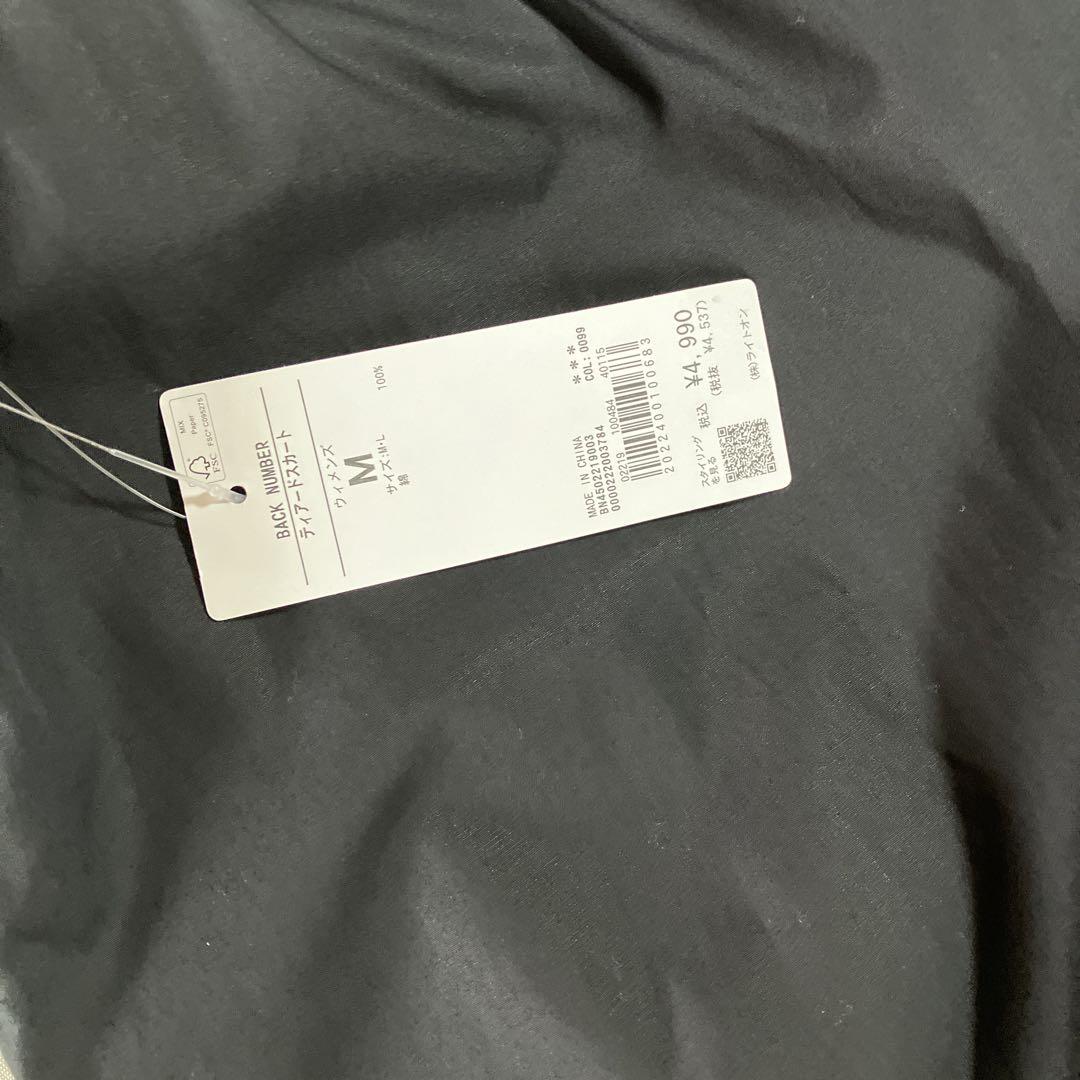 MIX
Paper
FSC
FSC® C095275
BACK NUMBER
ティアードスカート
ウィメンズ
M
サイズ:M・L
綿 100%
MADE IN CHINA ***
BN4502219003 COL:0099
0000222003784
02219 100484 40115
2022400100683
スタイリングを見る
税込 ¥4,990
(税抜 ¥4,537)
(株)ライトオン